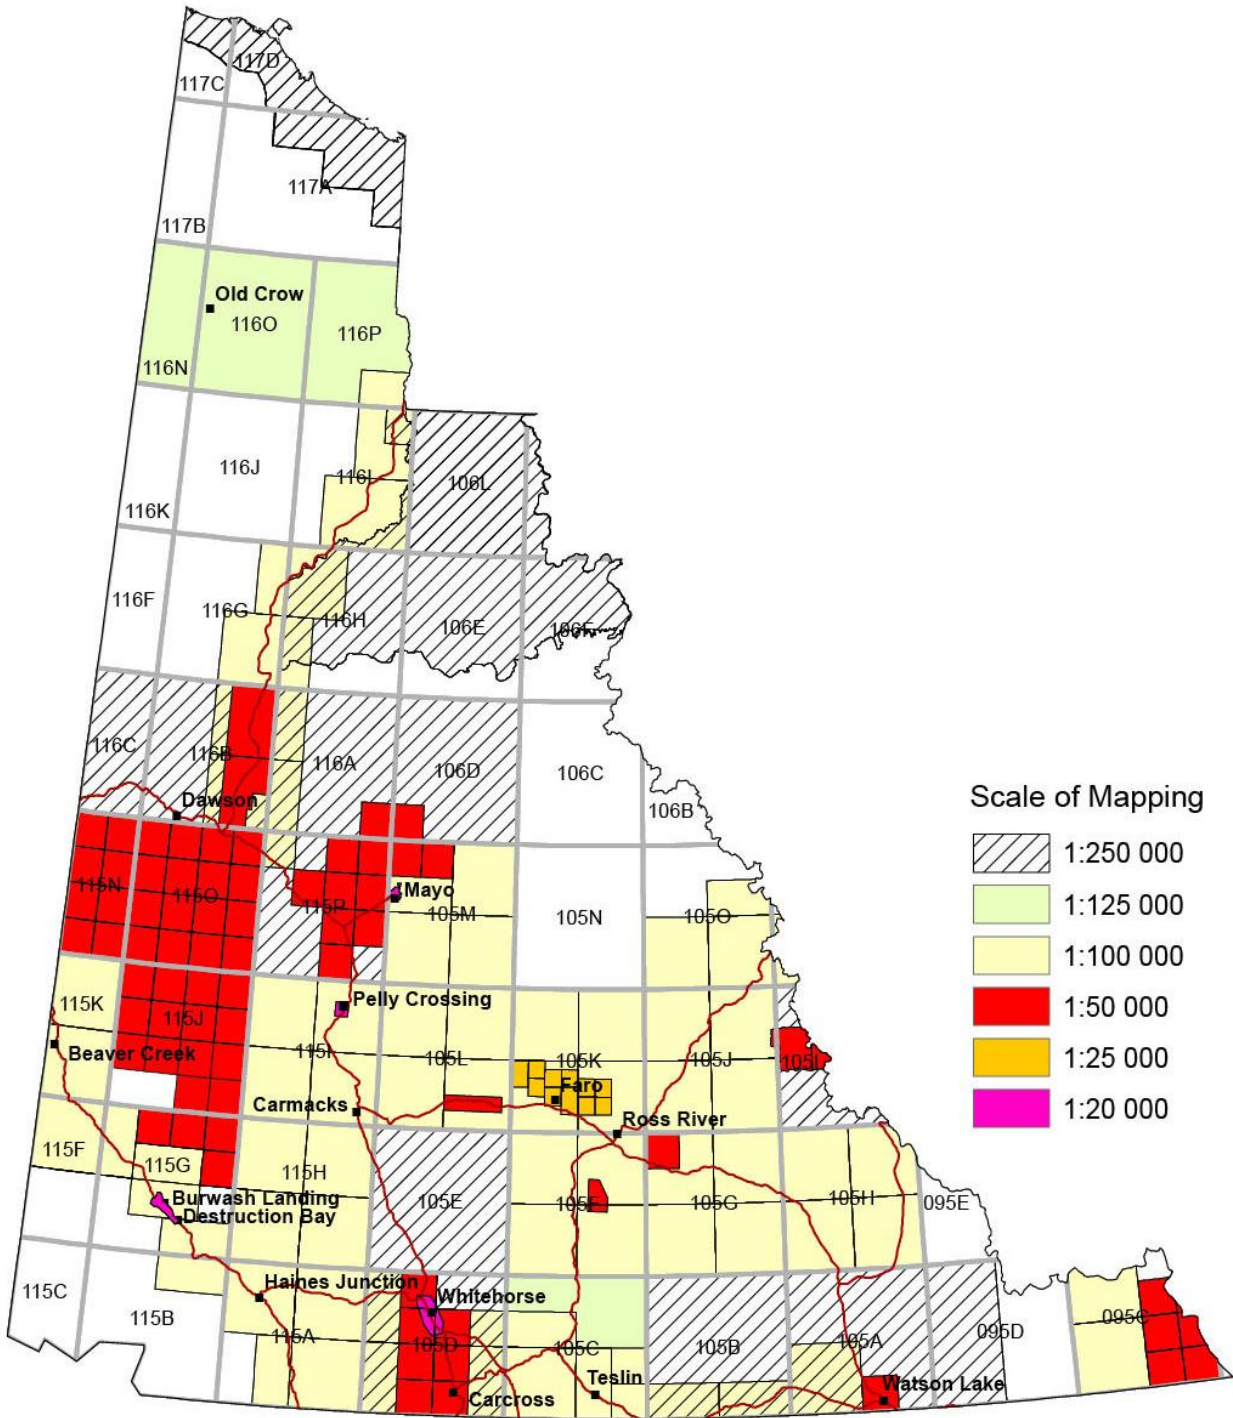 117D
117C
117A
117B
Old Crow
116O
116P
116N
116J
116I
106L
116K
116F
116G
116H
106E
106F
116C
116B
116A
106D
106C
106B
Dawson
115N
115O
115P
Mayo
105M
105N
105O
115K
115J
Pelly Crossing
115I
105L
105K
105J
105I
Beaver Creek
Faro
Carmacks
Ross River
115F
115G
115H
105E
105F
105G
105H
095E
Burwash Landing
Destruction Bay
Haines Junction
Whitehorse
115C
115B
115A
105D
105C
105B
105A
095D
095C
Teslin
Watson Lake
Carcross
Scale of Mapping
1:250 000
1:125 000
1:100 000
1:50 000
1:25 000
1:20 000